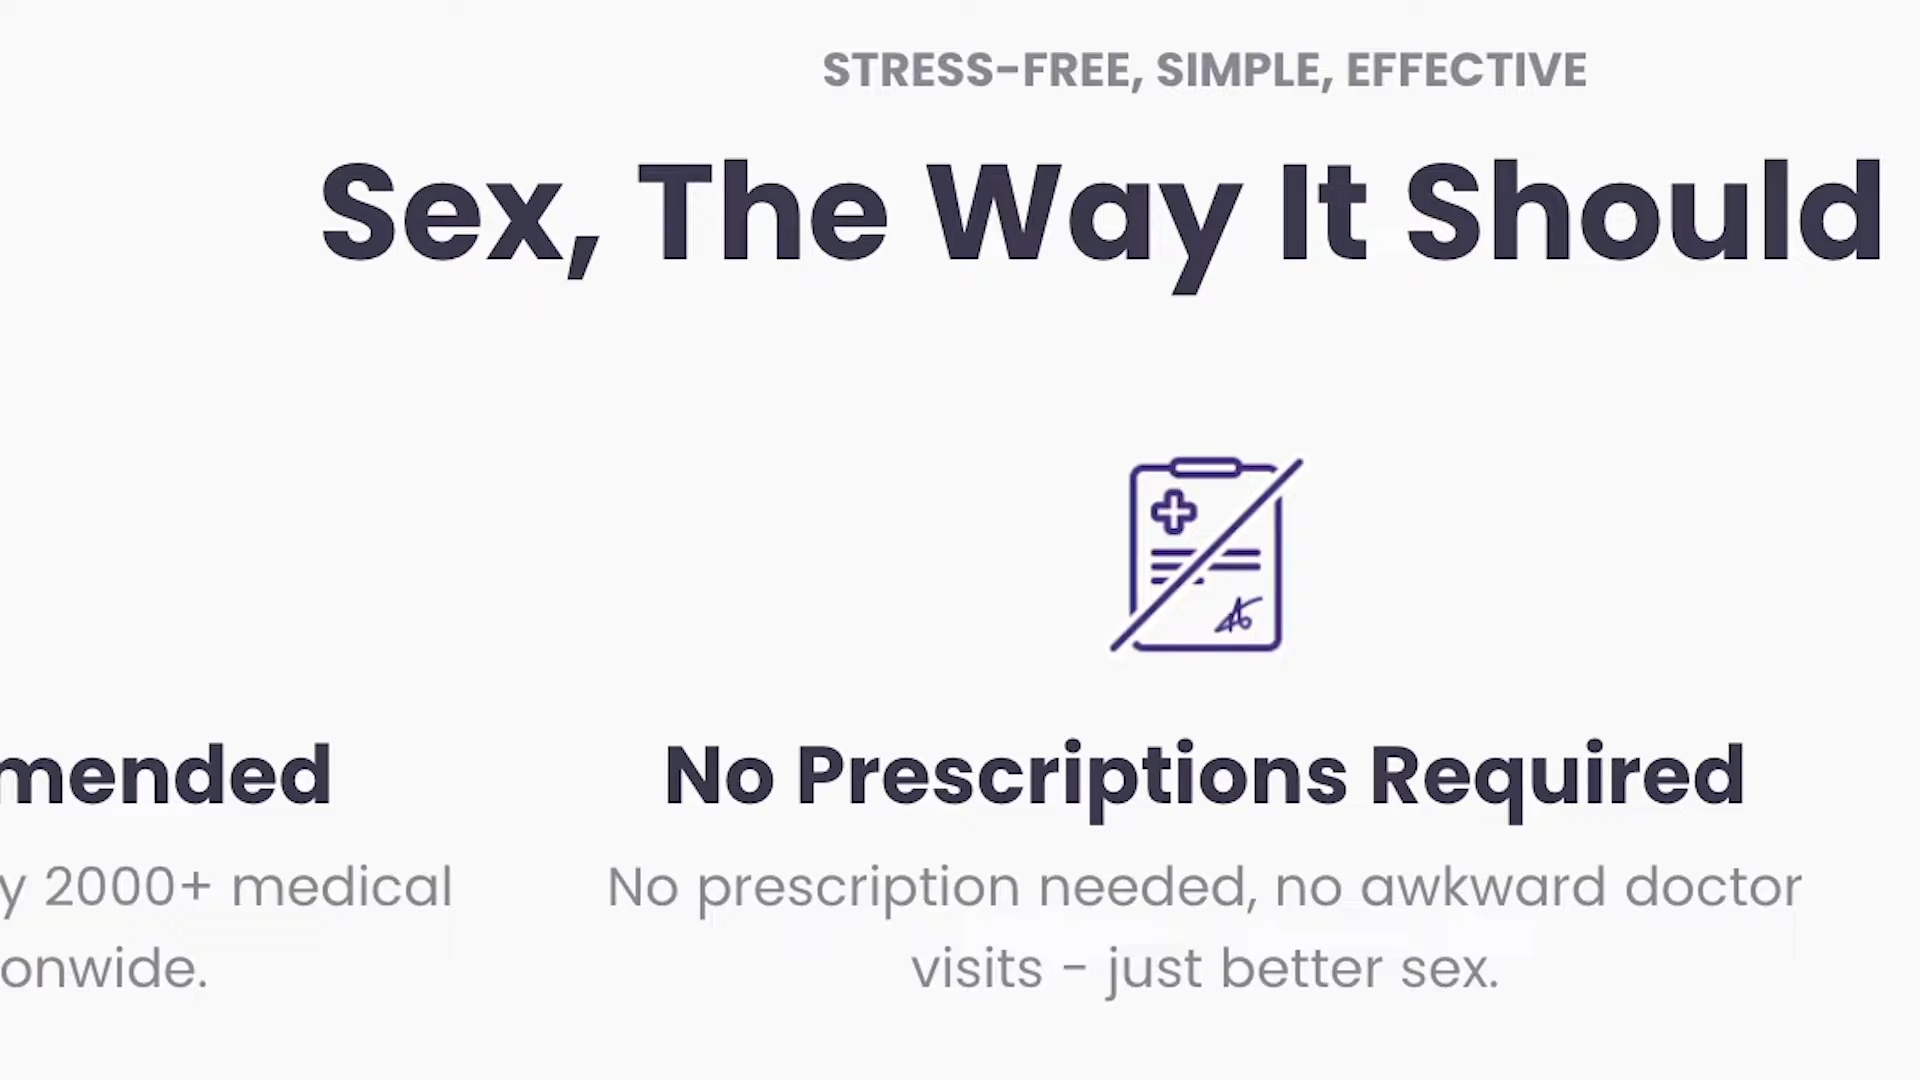 STRESS-FREE, SIMPLE, EFFECTIVE
Sex, The Way It Should
mended
y 2000+ medical
onwide.
No Prescriptions Required
No prescription needed, no awkward doctor
visits - just better sex.